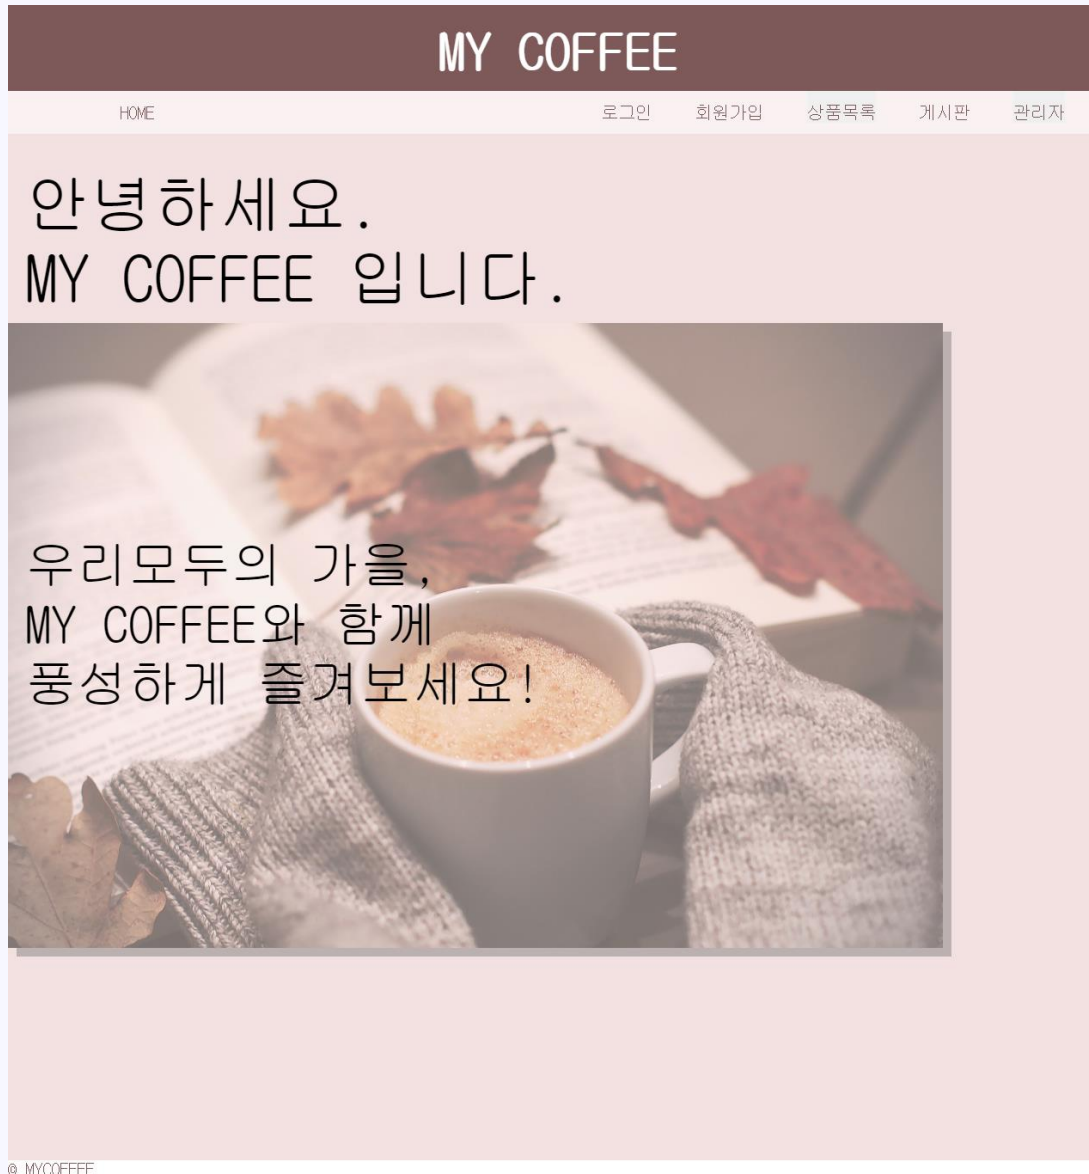 MY COFFEE
HOME 로그인 회원가입 상품목록 게시판 관리자
안녕하세요.
MY COFFEE 입니다.
우리모두의 가을,
MY COFFEE와 함께
풍성하게 즐겨보세요!
@ MYCOFFEE